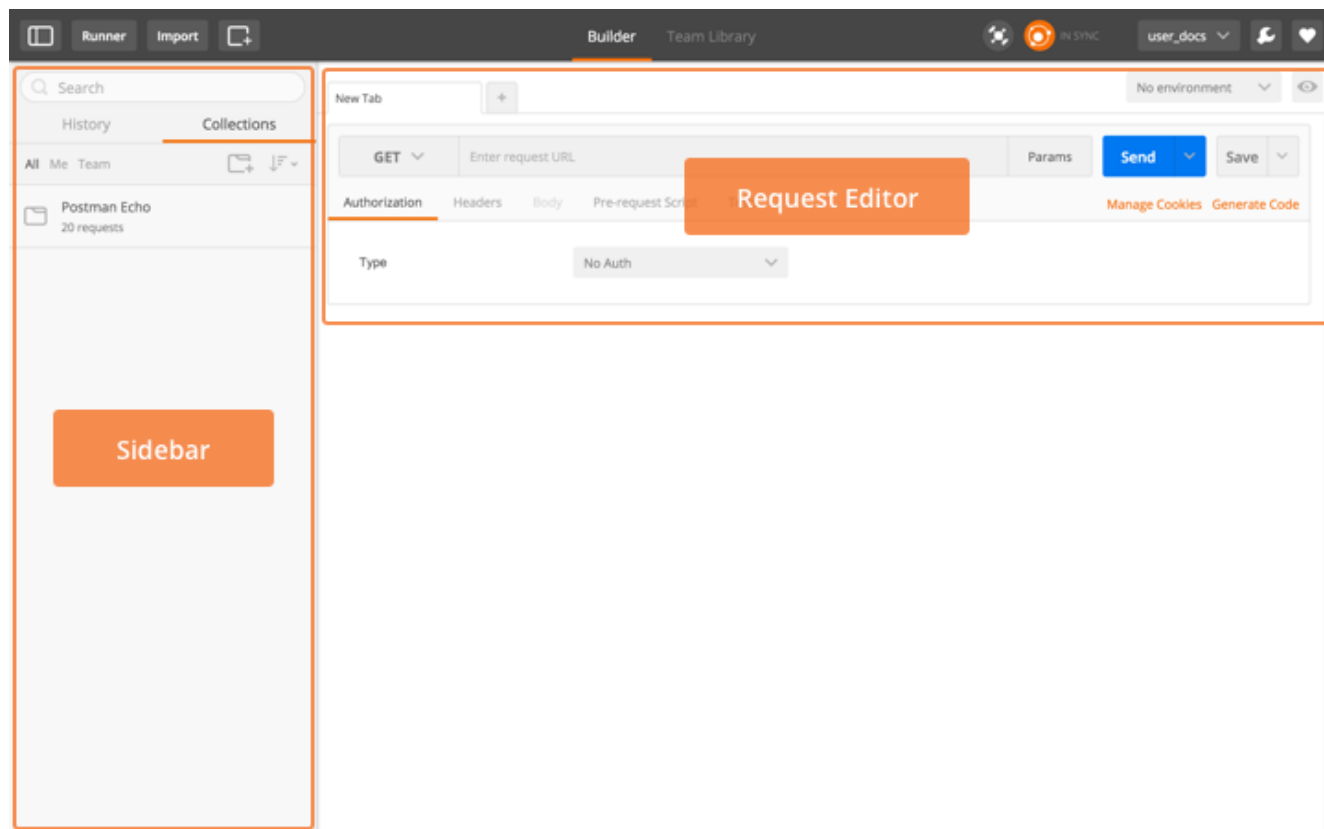 Runner Import Builder Team Library IN SYNC user_docs
Search
History Collections
All Me Team
Postman Echo
20 requests
Sidebar
New Tab + No environment
GET Enter request URL Params Send Save
Authorization Headers Body Pre-request Script Manage Cookies Generate Code
Request Editor
Type No Auth